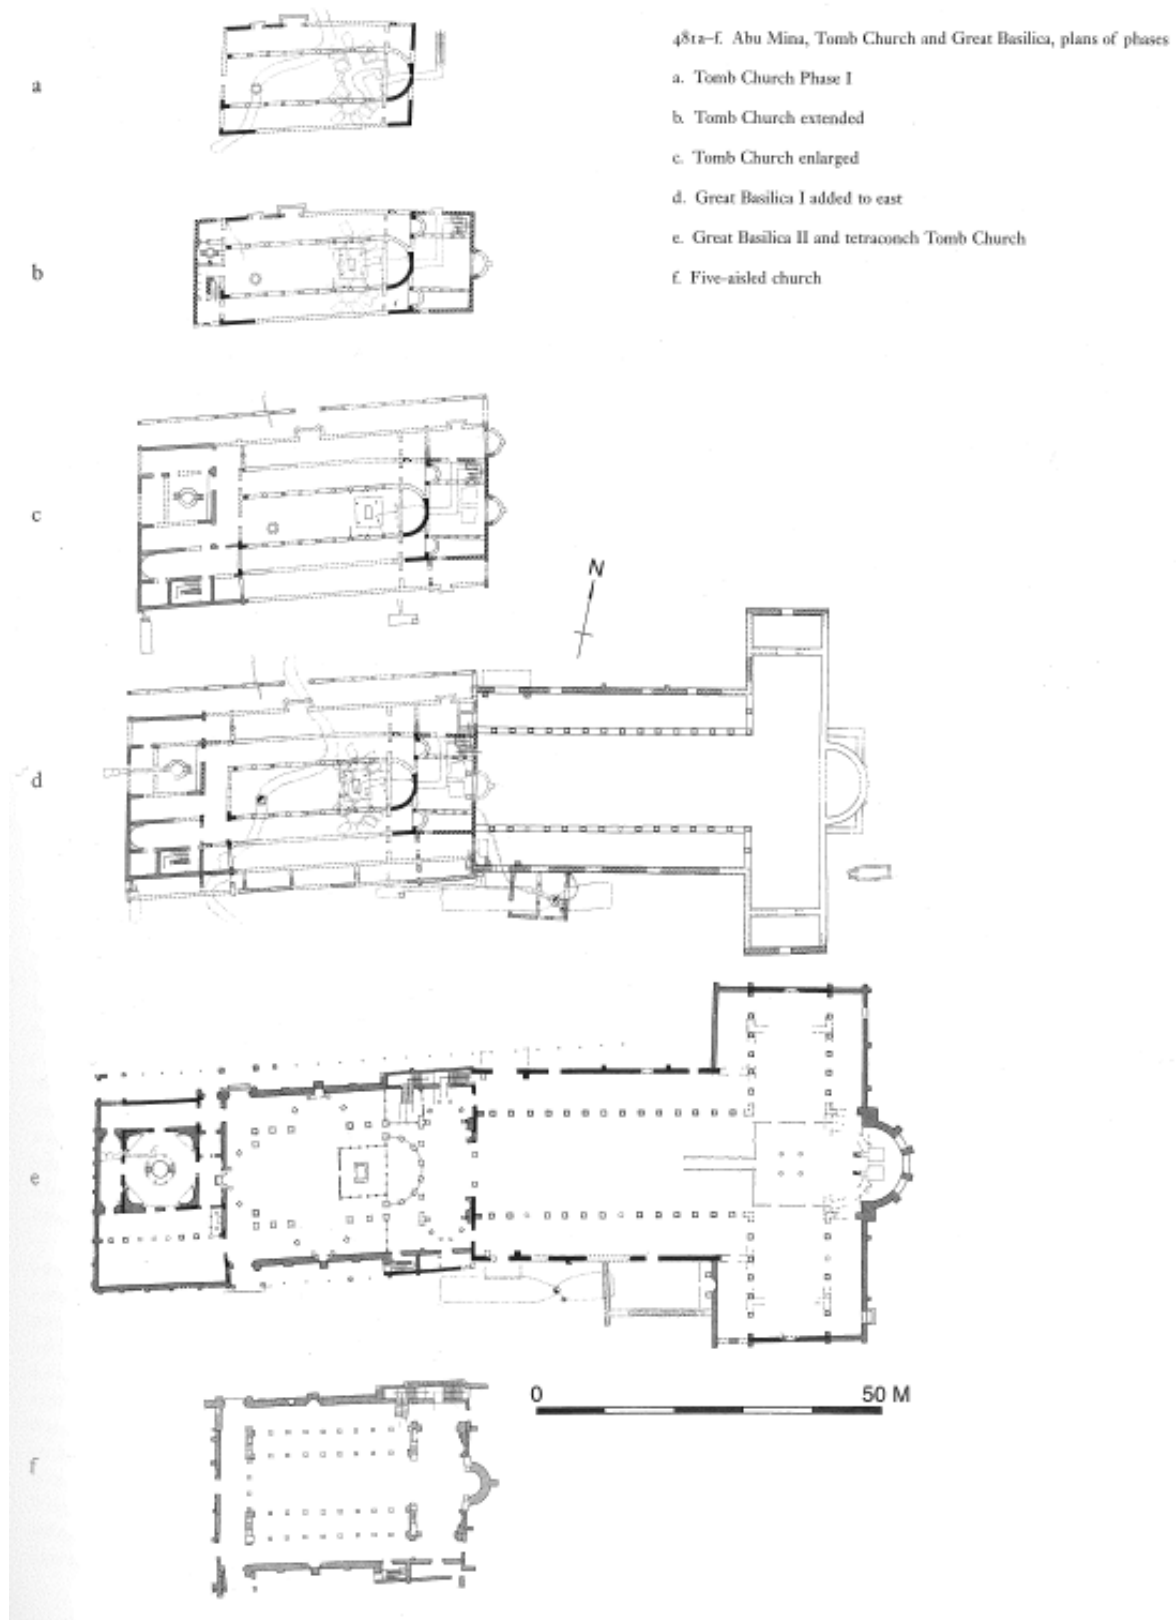 481a–f. Abu Mina, Tomb Church and Great Basilica, plans of phases
a. Tomb Church Phase I
b. Tomb Church extended
c. Tomb Church enlarged
d. Great Basilica I added to east
e. Great Basilica II and tetraconch Tomb Church
f. Five-aisled church
a
b
c
N
d
e
0 50 M
f